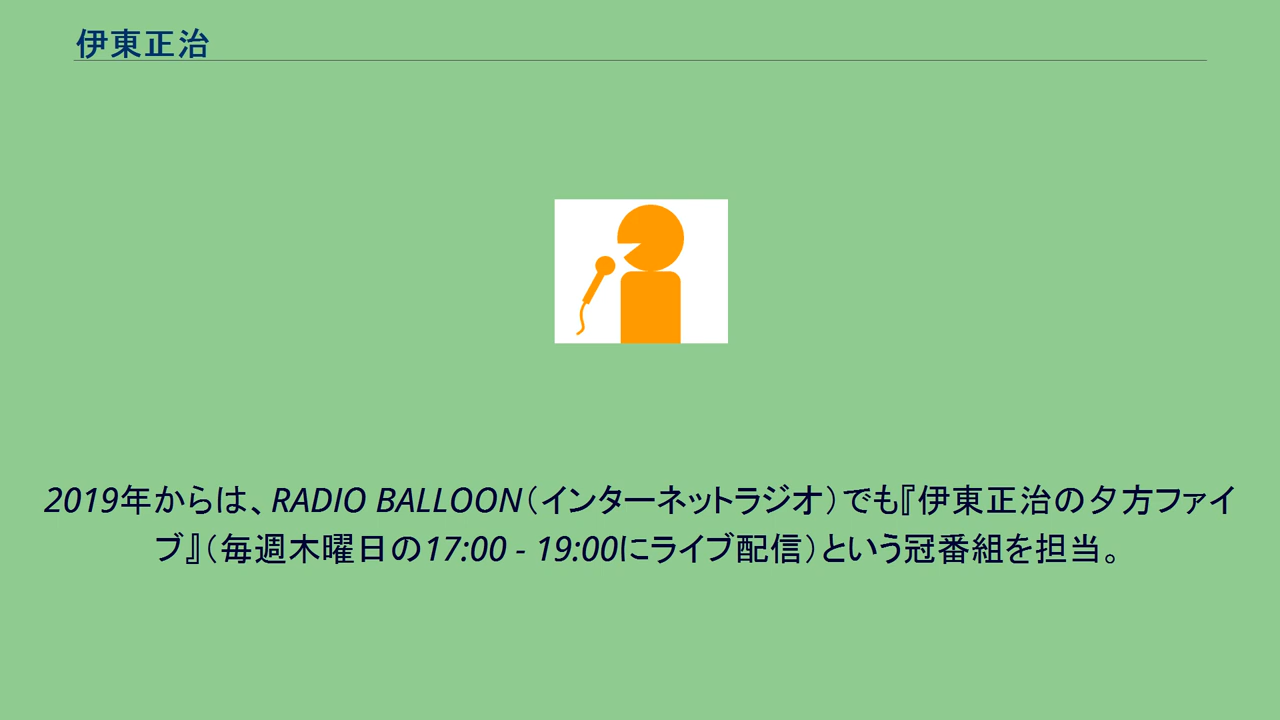 伊東正治
2019年からは、RADIO BALLOON（インターネットラジオ）でも『伊東正治の夕方ファイ
ブ』（毎週木曜日の17:00 - 19:00にライブ配信）という冠番組を担当。